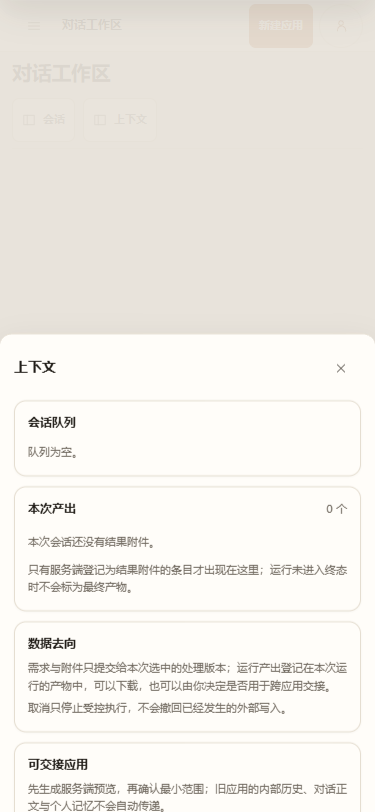 对话工作区
新建应用
对话工作区
会话
上下文
上下文
会话队列
队列为空。
本次产出
0 个
本次会话还没有结果附件。
只有服务端登记为结果附件的条目才出现在这里；运行未进入终态
时不会标为最终产物。
数据去向
需求与附件只提交给本次选中的处理版本；运行产出登记在本次运
行的产物中，可以下载，也可以由你决定是否用于跨应用交接。
取消只停止受控执行，不会撤回已经发生的外部写入。
可交接应用
先生成服务端预览，再确认最小范围；旧应用的内部历史、对话正
文与个人记忆不会自动传递。